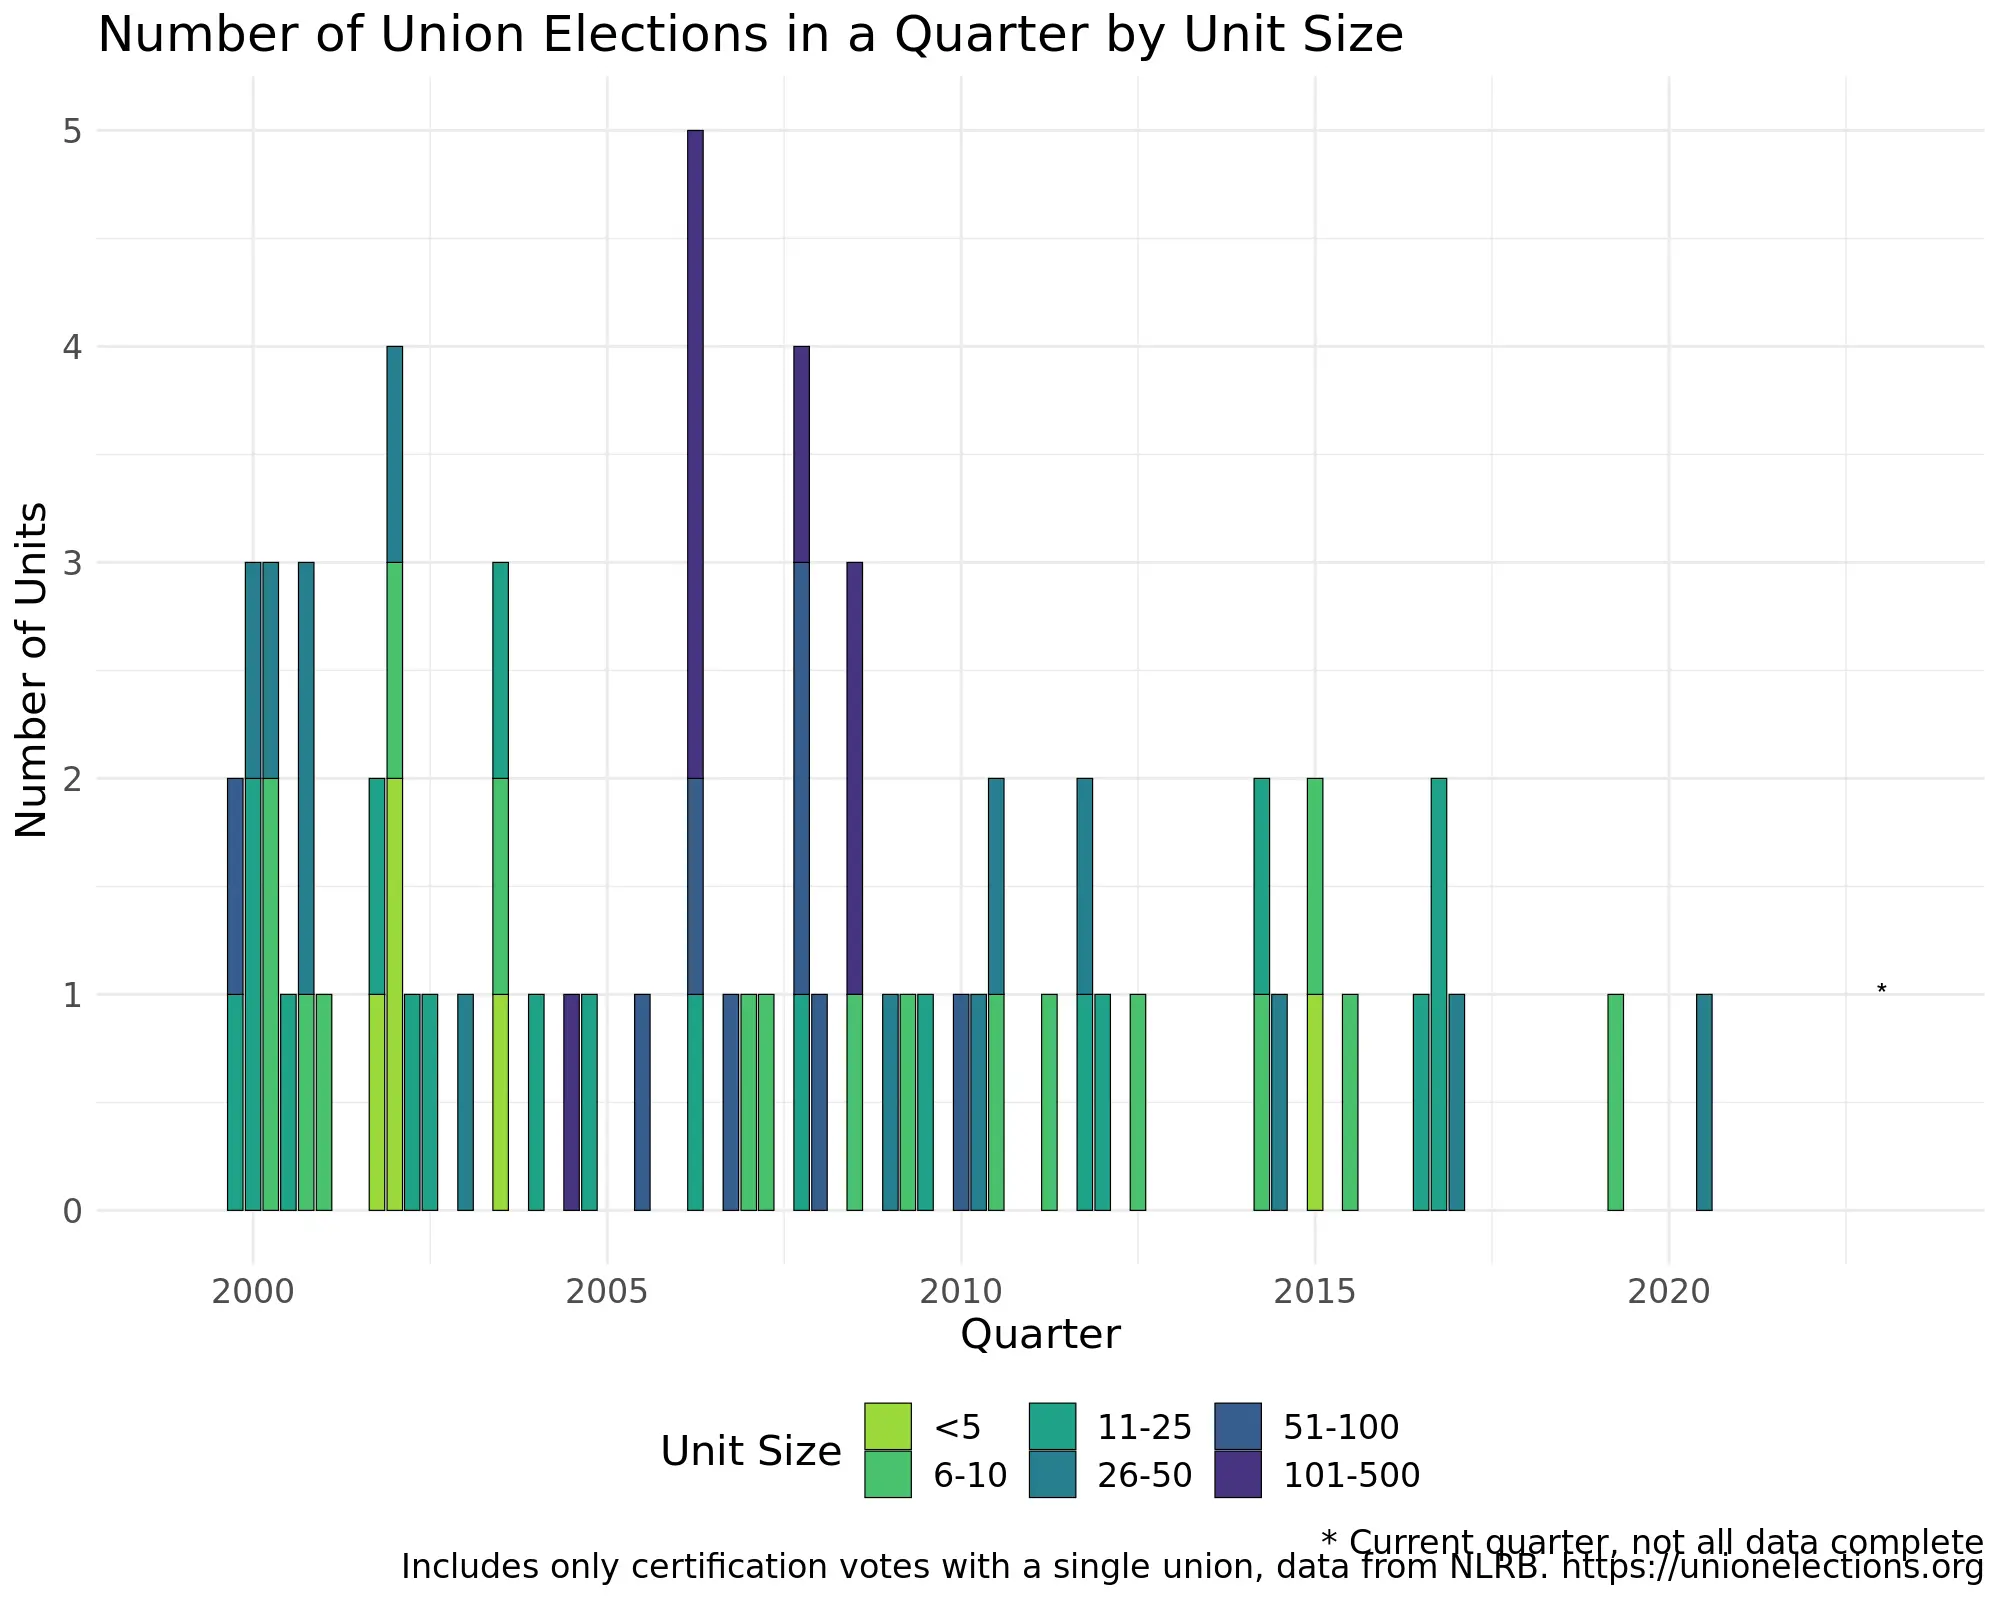 Number of Union Elections in a Quarter by Unit Size
Number of Units
5
4
3
2
1
0
*
2000 2005 2010 2015 2020
Quarter
Unit Size
<5 11-25 51-100
6-10 26-50 101-500
* Current quarter, not all data complete
Includes only certification votes with a single union, data from NLRB. https://unionelections.org